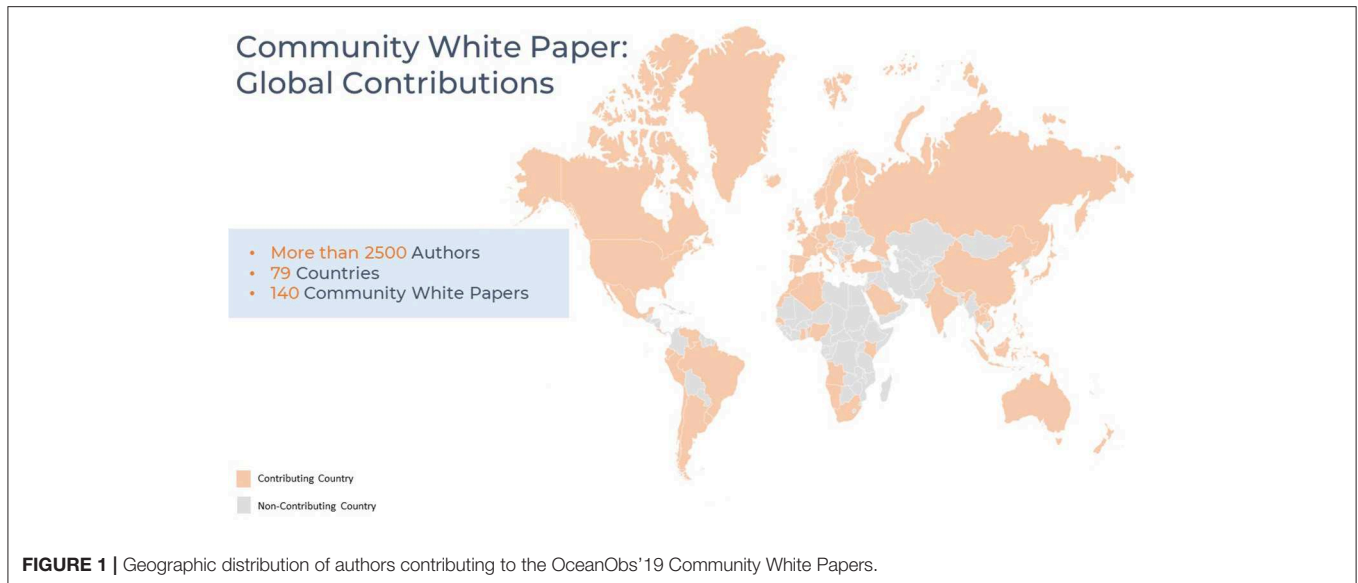 Community White Paper:
Global Contributions
• More than 2500 Authors
• 79 Countries
• 140 Community White Papers
Contributing Country
Non-Contributing Country
FIGURE 1 | Geographic distribution of authors contributing to the OceanObs'19 Community White Papers.